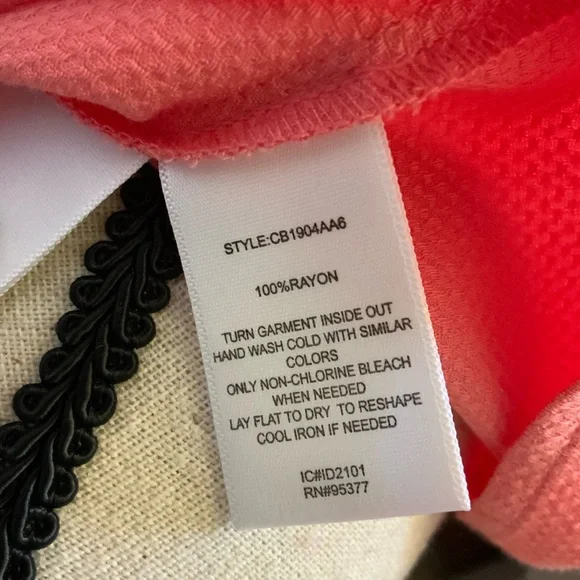 STYLE:CB1904AA6
100%RAYON
TURN GARMENT INSIDE OUT
HAND WASH COLD WITH SIMILAR
COLORS
ONLY NON-CHLORINE BLEACH
WHEN NEEDED
LAY FLAT TO DRY TO RESHAPE
COOL IRON IF NEEDED
IC#ID2101
RN#95377